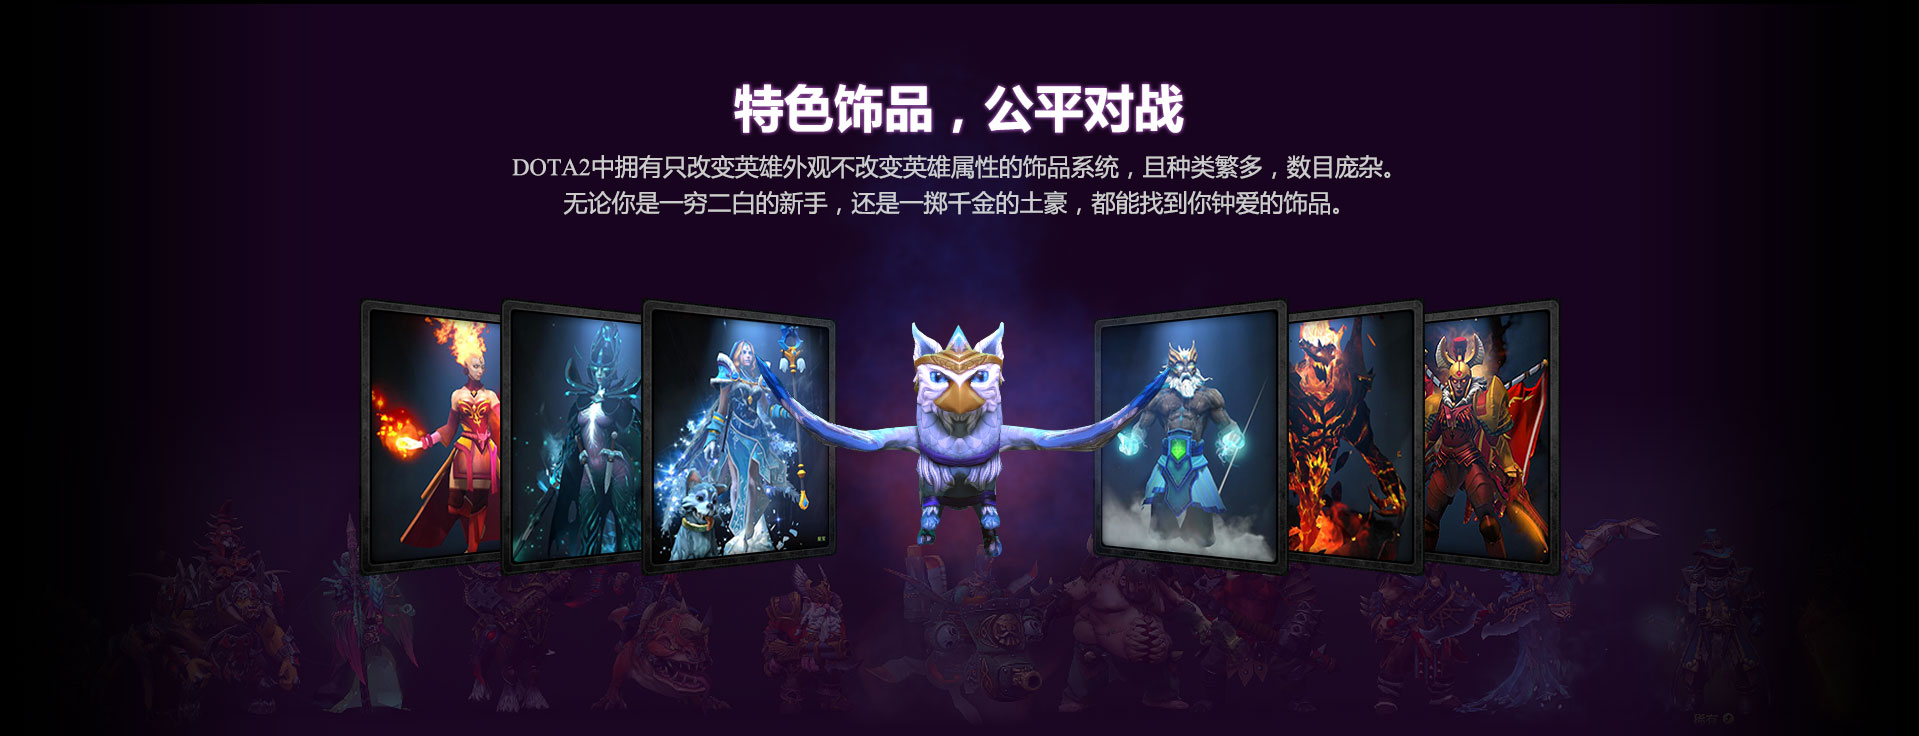 特色饰品，公平对战
DOTA2中拥有只改变英雄外观不改变英雄属性的饰品系统，且种类繁多，数目庞杂。
无论你是一穷二白的新手，还是一掷千金的土豪，都能找到你钟爱的饰品。